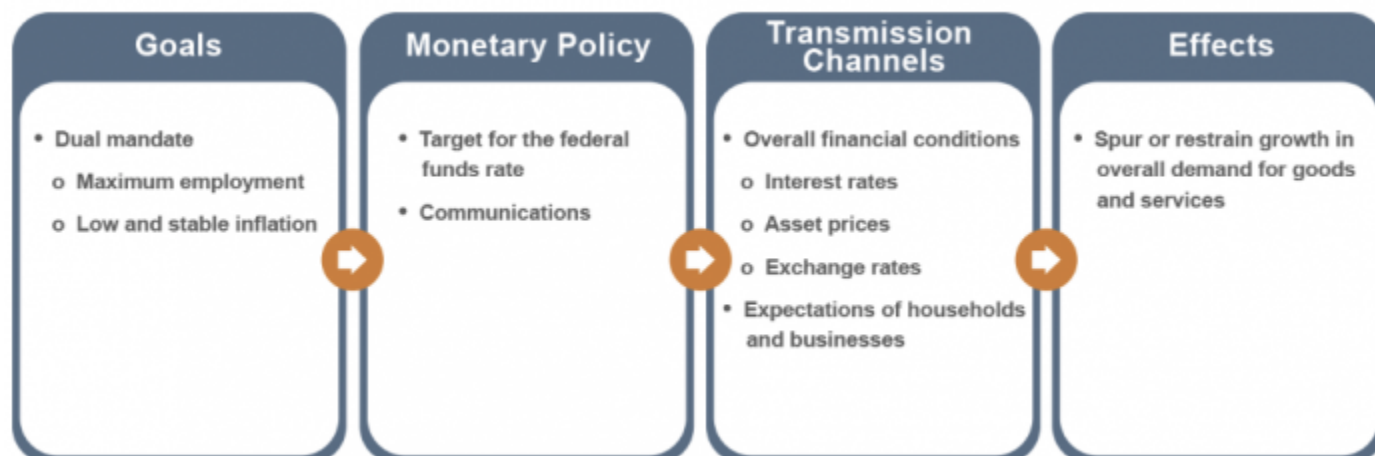 Goals
• Dual mandate
o Maximum employment
o Low and stable inflation
Monetary Policy
• Target for the federal
funds rate
• Communications
Transmission
Channels
• Overall financial conditions
o Interest rates
o Asset prices
o Exchange rates
• Expectations of households
and businesses
Effects
• Spur or restrain growth in
overall demand for goods
and services